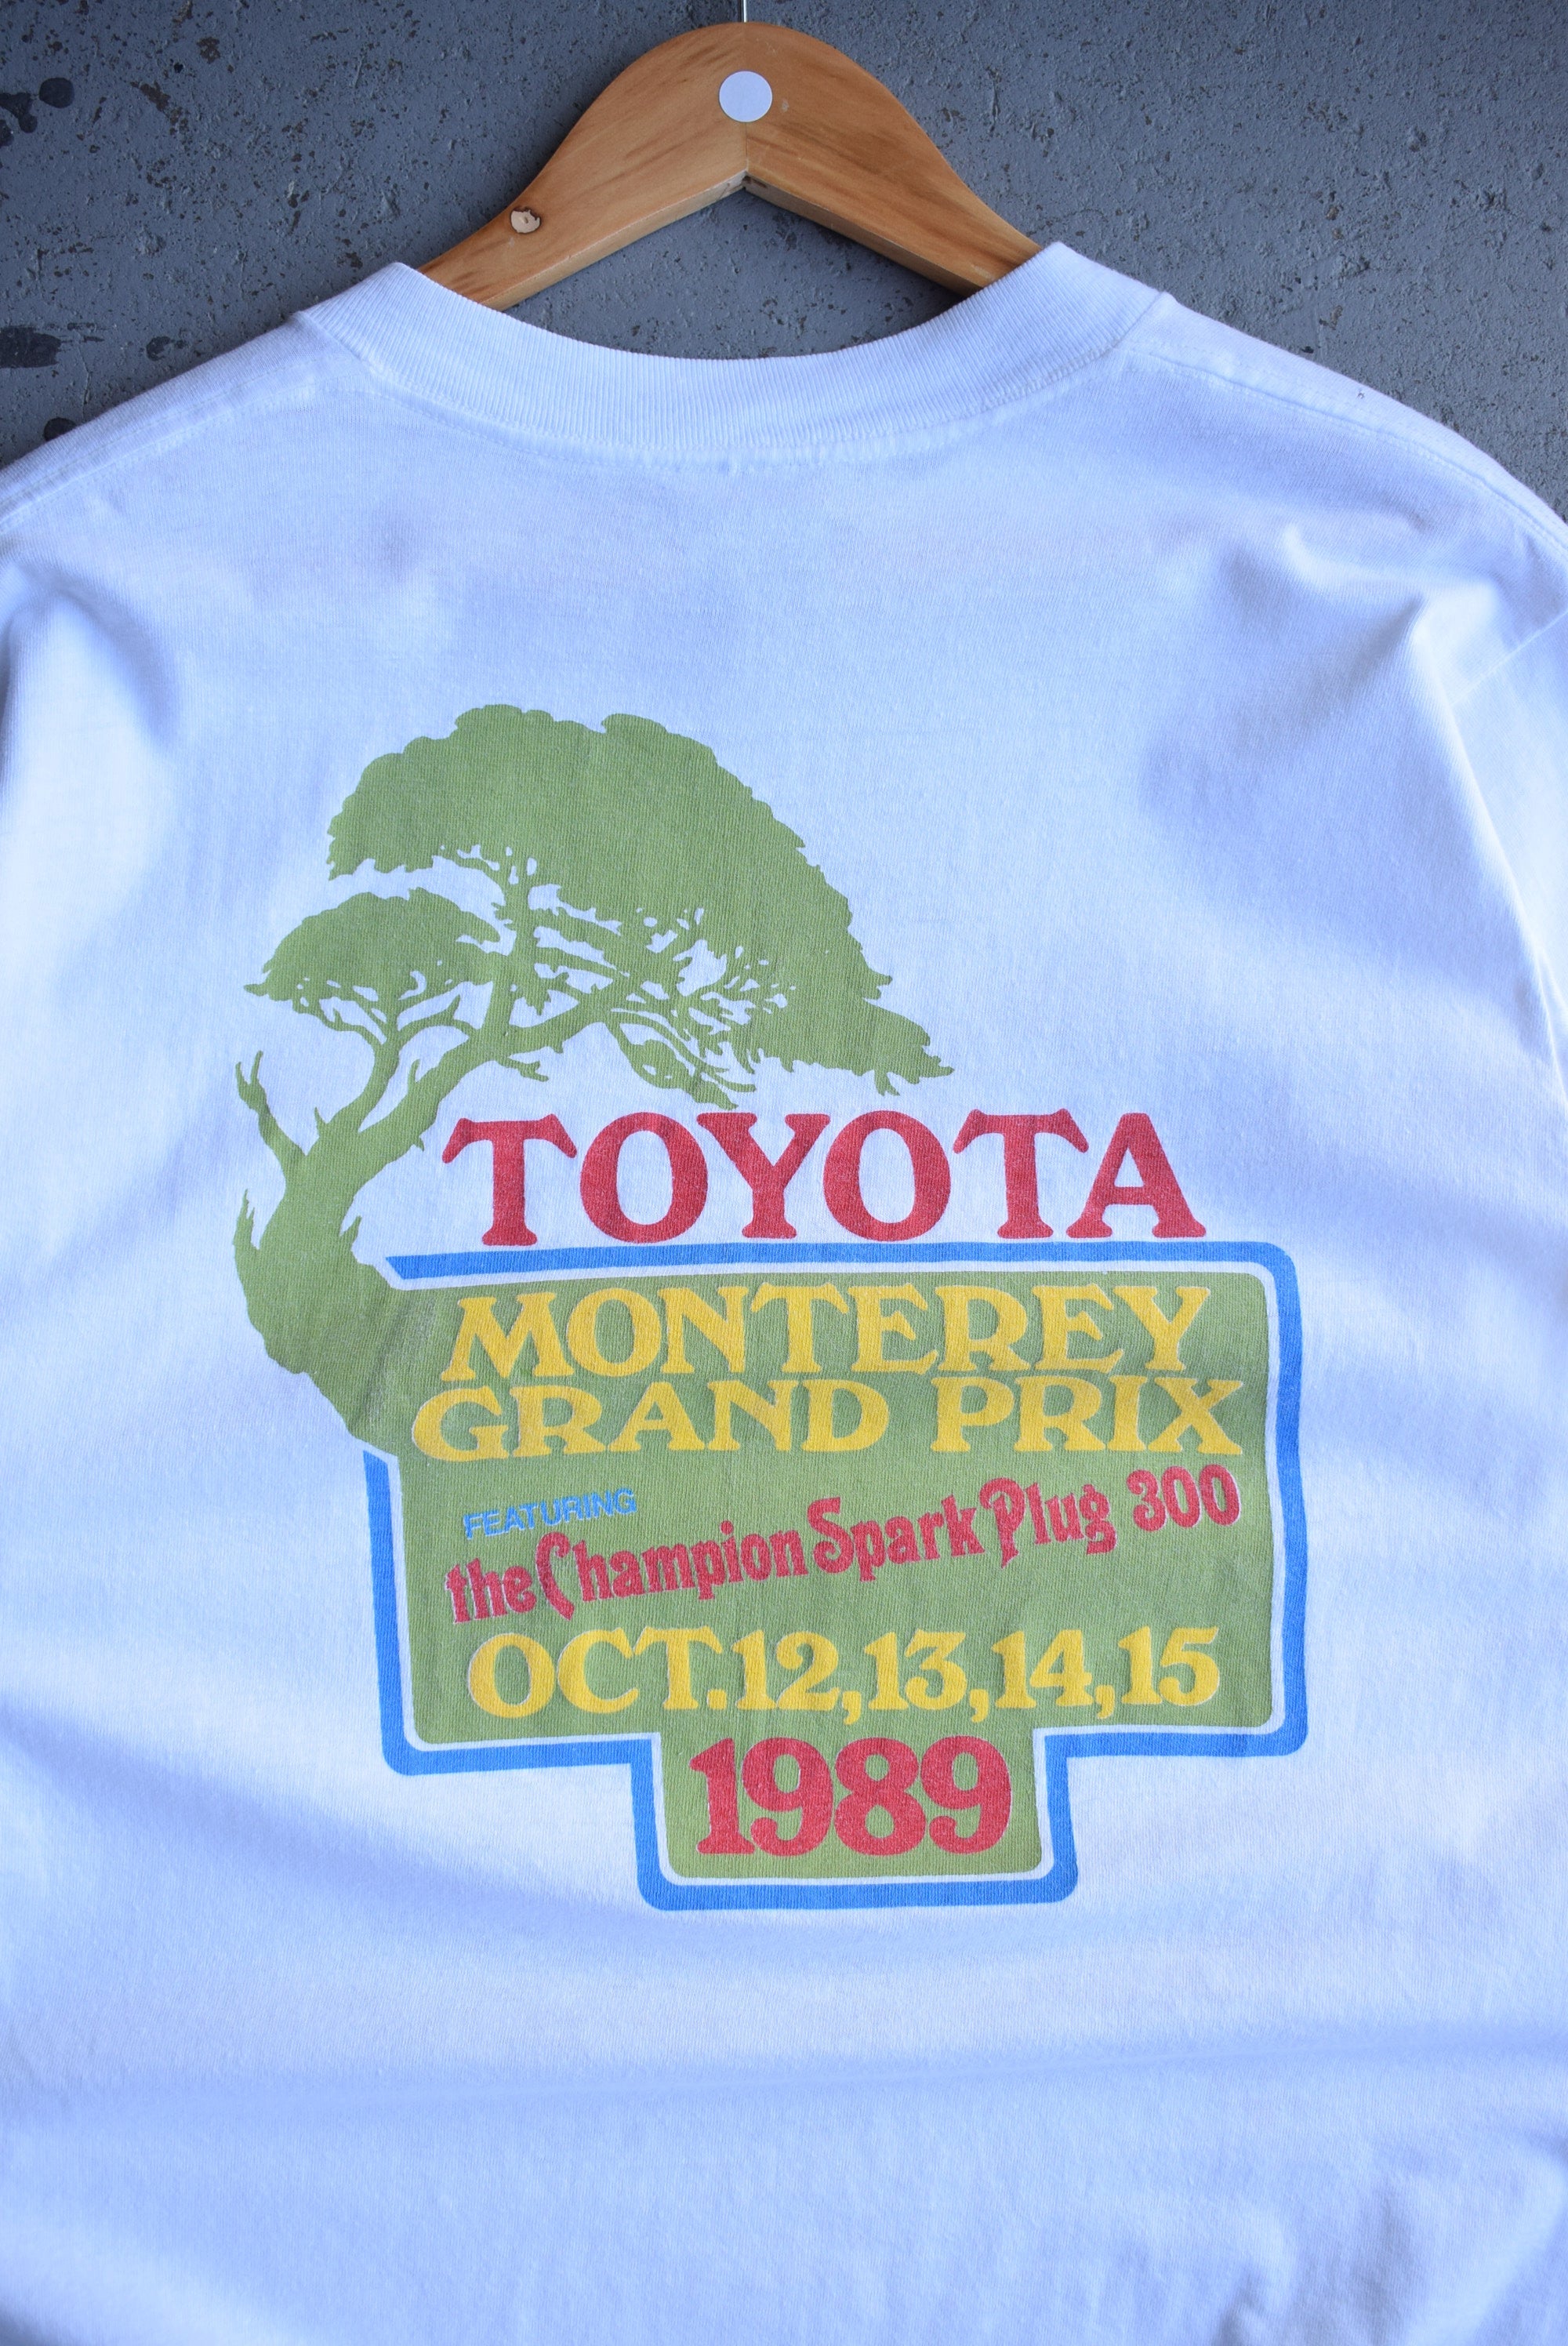 TOYOTA
MONTEREY
GRAND PRIX
FEATURING
the Champion Spark Plug 300
OCT. 12, 13, 14, 15
1989